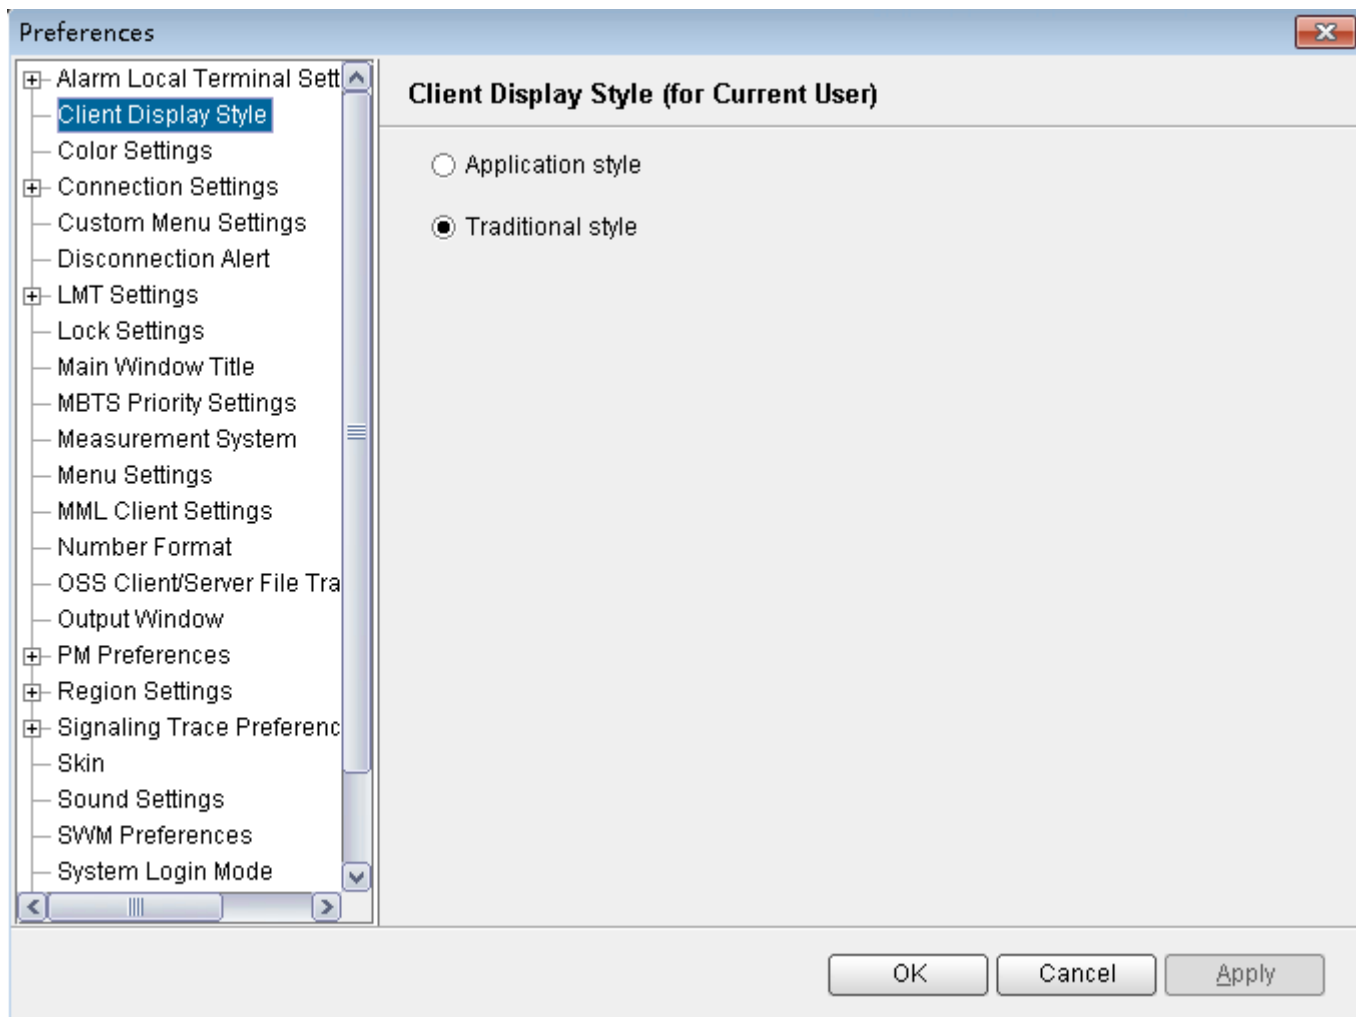 Preferences
Alarm Local Terminal Sett
Client Display Style
Color Settings
Connection Settings
Custom Menu Settings
Disconnection Alert
LMT Settings
Lock Settings
Main Window Title
MBTS Priority Settings
Measurement System
Menu Settings
MML Client Settings
Number Format
OSS Client/Server File Tra
Output Window
PM Preferences
Region Settings
Signaling Trace Preferenc
Skin
Sound Settings
SWM Preferences
System Login Mode
Client Display Style (for Current User)
Application style
Traditional style
OK
Cancel
Apply